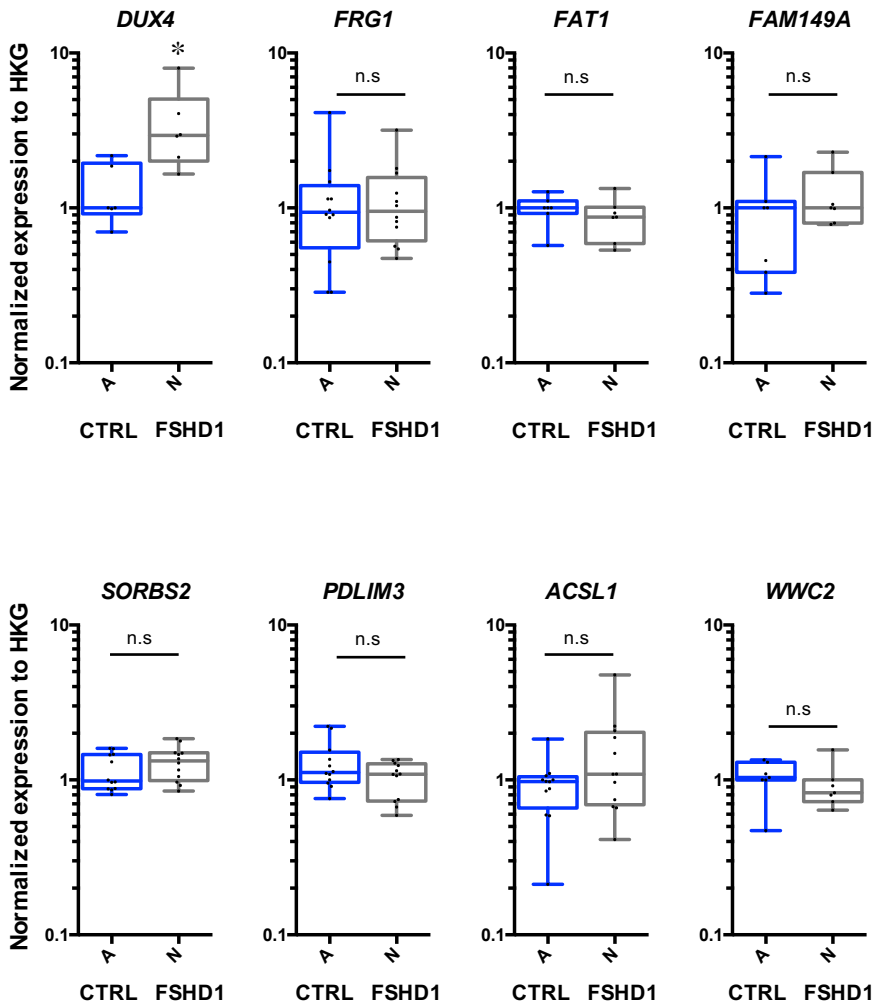 DUX4 FRG1 FAT1 FAM149A
Normalized expression to HKG
10 10 10 10
* n.s n.s n.s
1 1 1 1
0.1 0.1 0.1 0.1
A N A N A N A N
CTRL FSHD1 CTRL FSHD1 CTRL FSHD1 CTRL FSHD1
SORBS2 PDLIM3 ACSL1 WWC2
Normalized expression to HKG
10 10 10 10
n.s n.s n.s n.s
1 1 1 1
0.1 0.1 0.1 0.1
A N A N A N A N
CTRL FSHD1 CTRL FSHD1 CTRL FSHD1 CTRL FSHD1